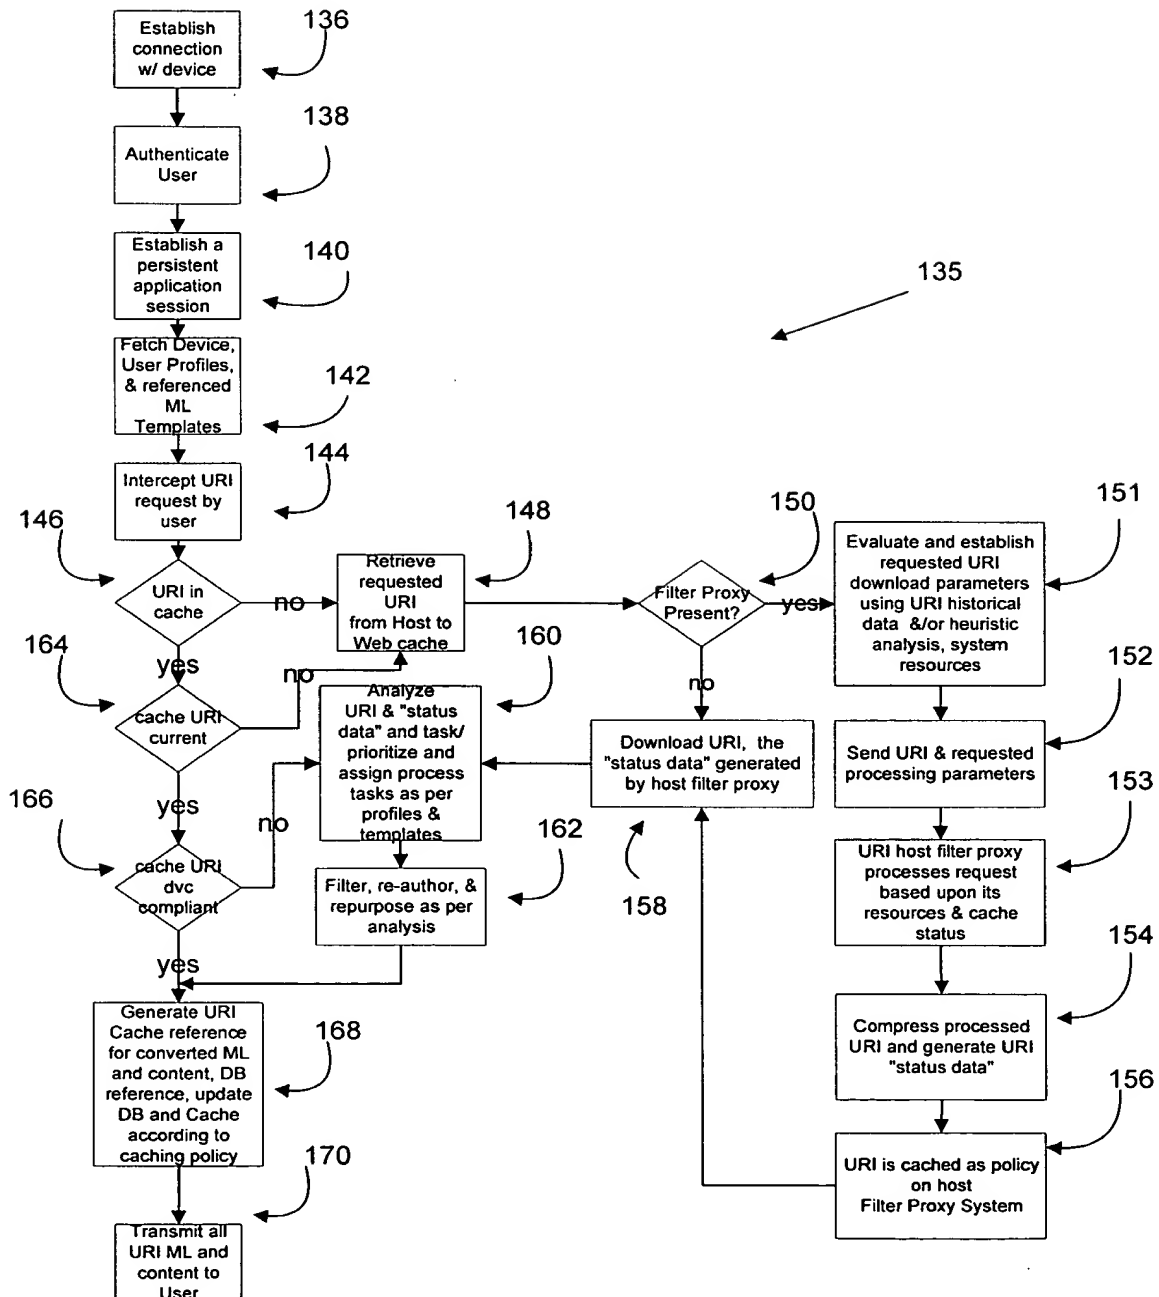 Establish
connection
w/ device
136
Authenticate
User
138
Establish a
persistent
application
session
140
135
Fetch Device,
User Profiles,
& referenced
ML
Templates
142
Intercept URI
request by
user
144
146
URI in
cache
no
yes
148
Retrieve
requested
URI
from Host to
Web cache
150
Filter Proxy
Present?
yes
no
151
Evaluate and establish
requested URI
download parameters
using URI historical
data &/or heuristic
analysis, system
resources
152
Send URI & requested
processing parameters
153
URI host filter proxy
processes request
based upon its
resources & cache
status
154
Compress processed
URI and generate URI
"status data"
156
URI is cached as policy
on host
Filter Proxy System
158
Download URI, the
"status data" generated
by host filter proxy
160
Analyze
URI & "status
data" and task/
prioritize and
assign process
tasks as per
profiles &
templates
162
Filter, re-author, &
repurpose as per
analysis
164
cache URI
current
no
yes
166
cache URI
dvc
compliant
no
yes
168
Generate URI
Cache reference
for converted ML
and content, DB
reference, update
DB and Cache
according to
caching policy
170
Transmit all
URI ML and
content to
User